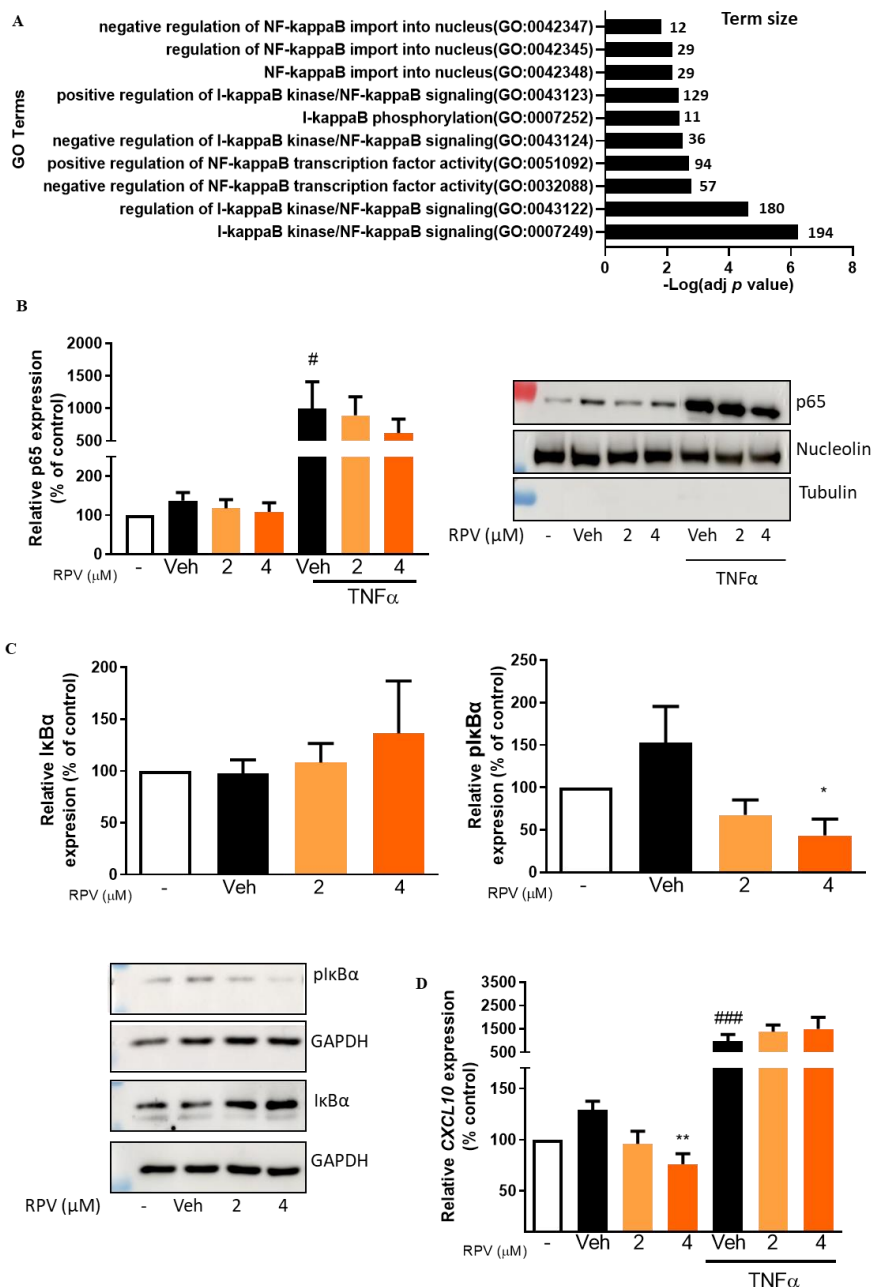 A
Term size
GO Terms
negative regulation of NF-kappaB import into nucleus(GO:0042347) 12
regulation of NF-kappaB import into nucleus(GO:0042345) 29
NF-kappaB import into nucleus(GO:0042348) 29
positive regulation of I-kappaB kinase/NF-kappaB signaling(GO:0043123) 129
I-kappaB phosphorylation(GO:0007252) 11
negative regulation of I-kappaB kinase/NF-kappaB signaling(GO:0043124) 36
positive regulation of NF-kappaB transcription factor activity(GO:0051092) 94
negative regulation of NF-kappaB transcription factor activity(GO:0032088) 57
regulation of I-kappaB kinase/NF-kappaB signaling(GO:0043122) 180
I-kappaB kinase/NF-kappaB signaling(GO:0007249) 194
0 2 4 6 8
-Log(adj p value)
B
Relative p65 expression
(% of control)
2000
1500
1000
500
200
100
0
#
RPV (μM) - Veh 2 4 Veh 2 4
TNFα
p65
Nucleolin
Tubulin
RPV (μM) - Veh 2 4 Veh 2 4
TNFα
C
Relative IκBα
expresion (% of control)
200
150
100
50
0
RPV (μM) - Veh 2 4
Relative pIκBα
expression (% of control)
250
200
150
100
50
0
*
RPV (μM) - Veh 2 4
pIκBα
GAPDH
IκBα
GAPDH
RPV (μM) - Veh 2 4
D
Relative CXCL10 expression
(% control)
3500
2500
1500
500
150
100
50
**
###
RPV (μM) - Veh 2 4 Veh 2 4
TNFα